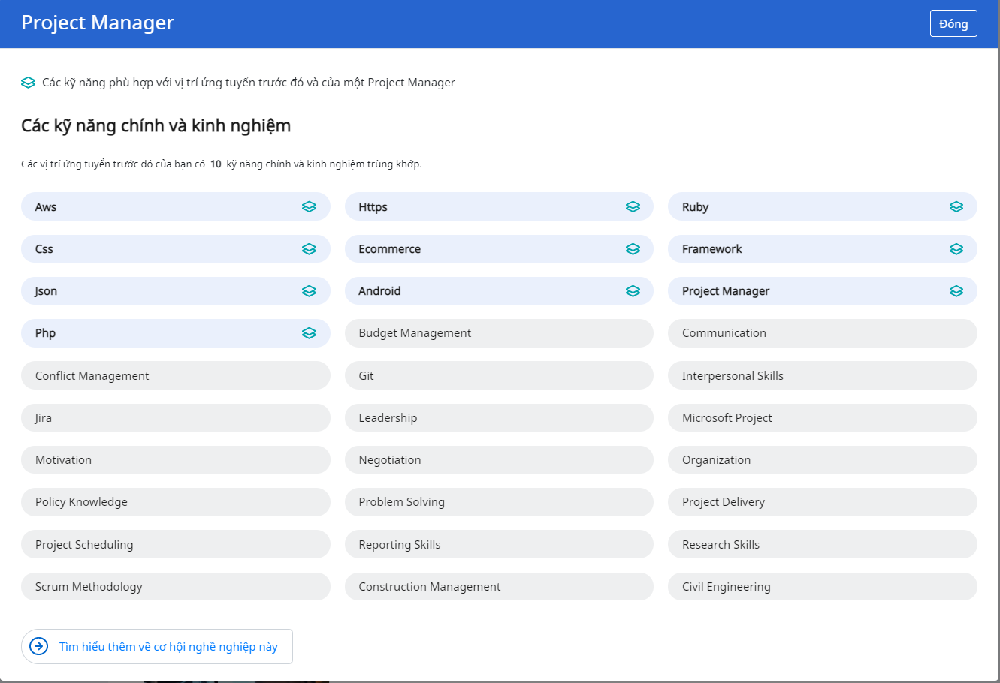 Project Manager
Đóng
Các kỹ năng phù hợp với vị trí ứng tuyển trước đó và của một Project Manager
Các kỹ năng chính và kinh nghiệm
Các vị trí ứng tuyển trước đó của bạn có 10 kỹ năng chính và kinh nghiệm trùng khớp.
Aws
Https
Ruby
Css
Ecommerce
Framework
Json
Android
Project Manager
Php
Budget Management
Communication
Conflict Management
Git
Interpersonal Skills
Jira
Leadership
Microsoft Project
Motivation
Negotiation
Organization
Policy Knowledge
Problem Solving
Project Delivery
Project Scheduling
Reporting Skills
Research Skills
Scrum Methodology
Construction Management
Civil Engineering
Tìm hiểu thêm về cơ hội nghề nghiệp này